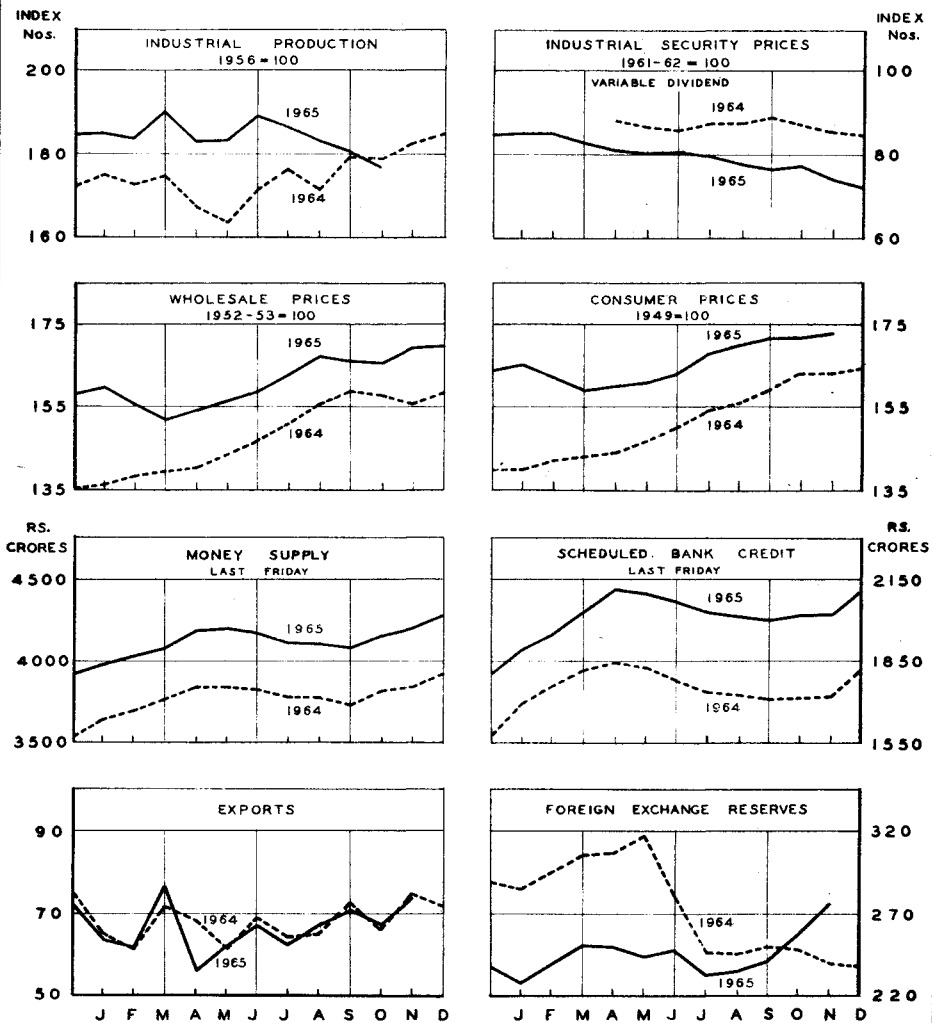 INDEX
Nos.
INDUSTRIAL PRODUCTION
1956=100
200
180
160
1965
1964
INDEX
Nos.
INDUSTRIAL SECURITY PRICES
1961-62=100
VARIABLE DIVIDEND
100
80
60
1964
1965
WHOLESALE PRICES
1952-53=100
175
155
135
1965
1964
CONSUMER PRICES
1949=100
175
155
135
1965
1964
RS.
CRORES
MONEY SUPPLY
LAST FRIDAY
4500
4000
3500
1965
1964
RS.
CRORES
SCHEDULED. BANK CREDIT
LAST FRIDAY
2150
1850
1550
1965
1964
EXPORTS
90
70
50
1964
1965
J F M A M J J A S O N D
FOREIGN EXCHANGE RESERVES
320
270
220
1964
1965
J F M A M J J A S O N D